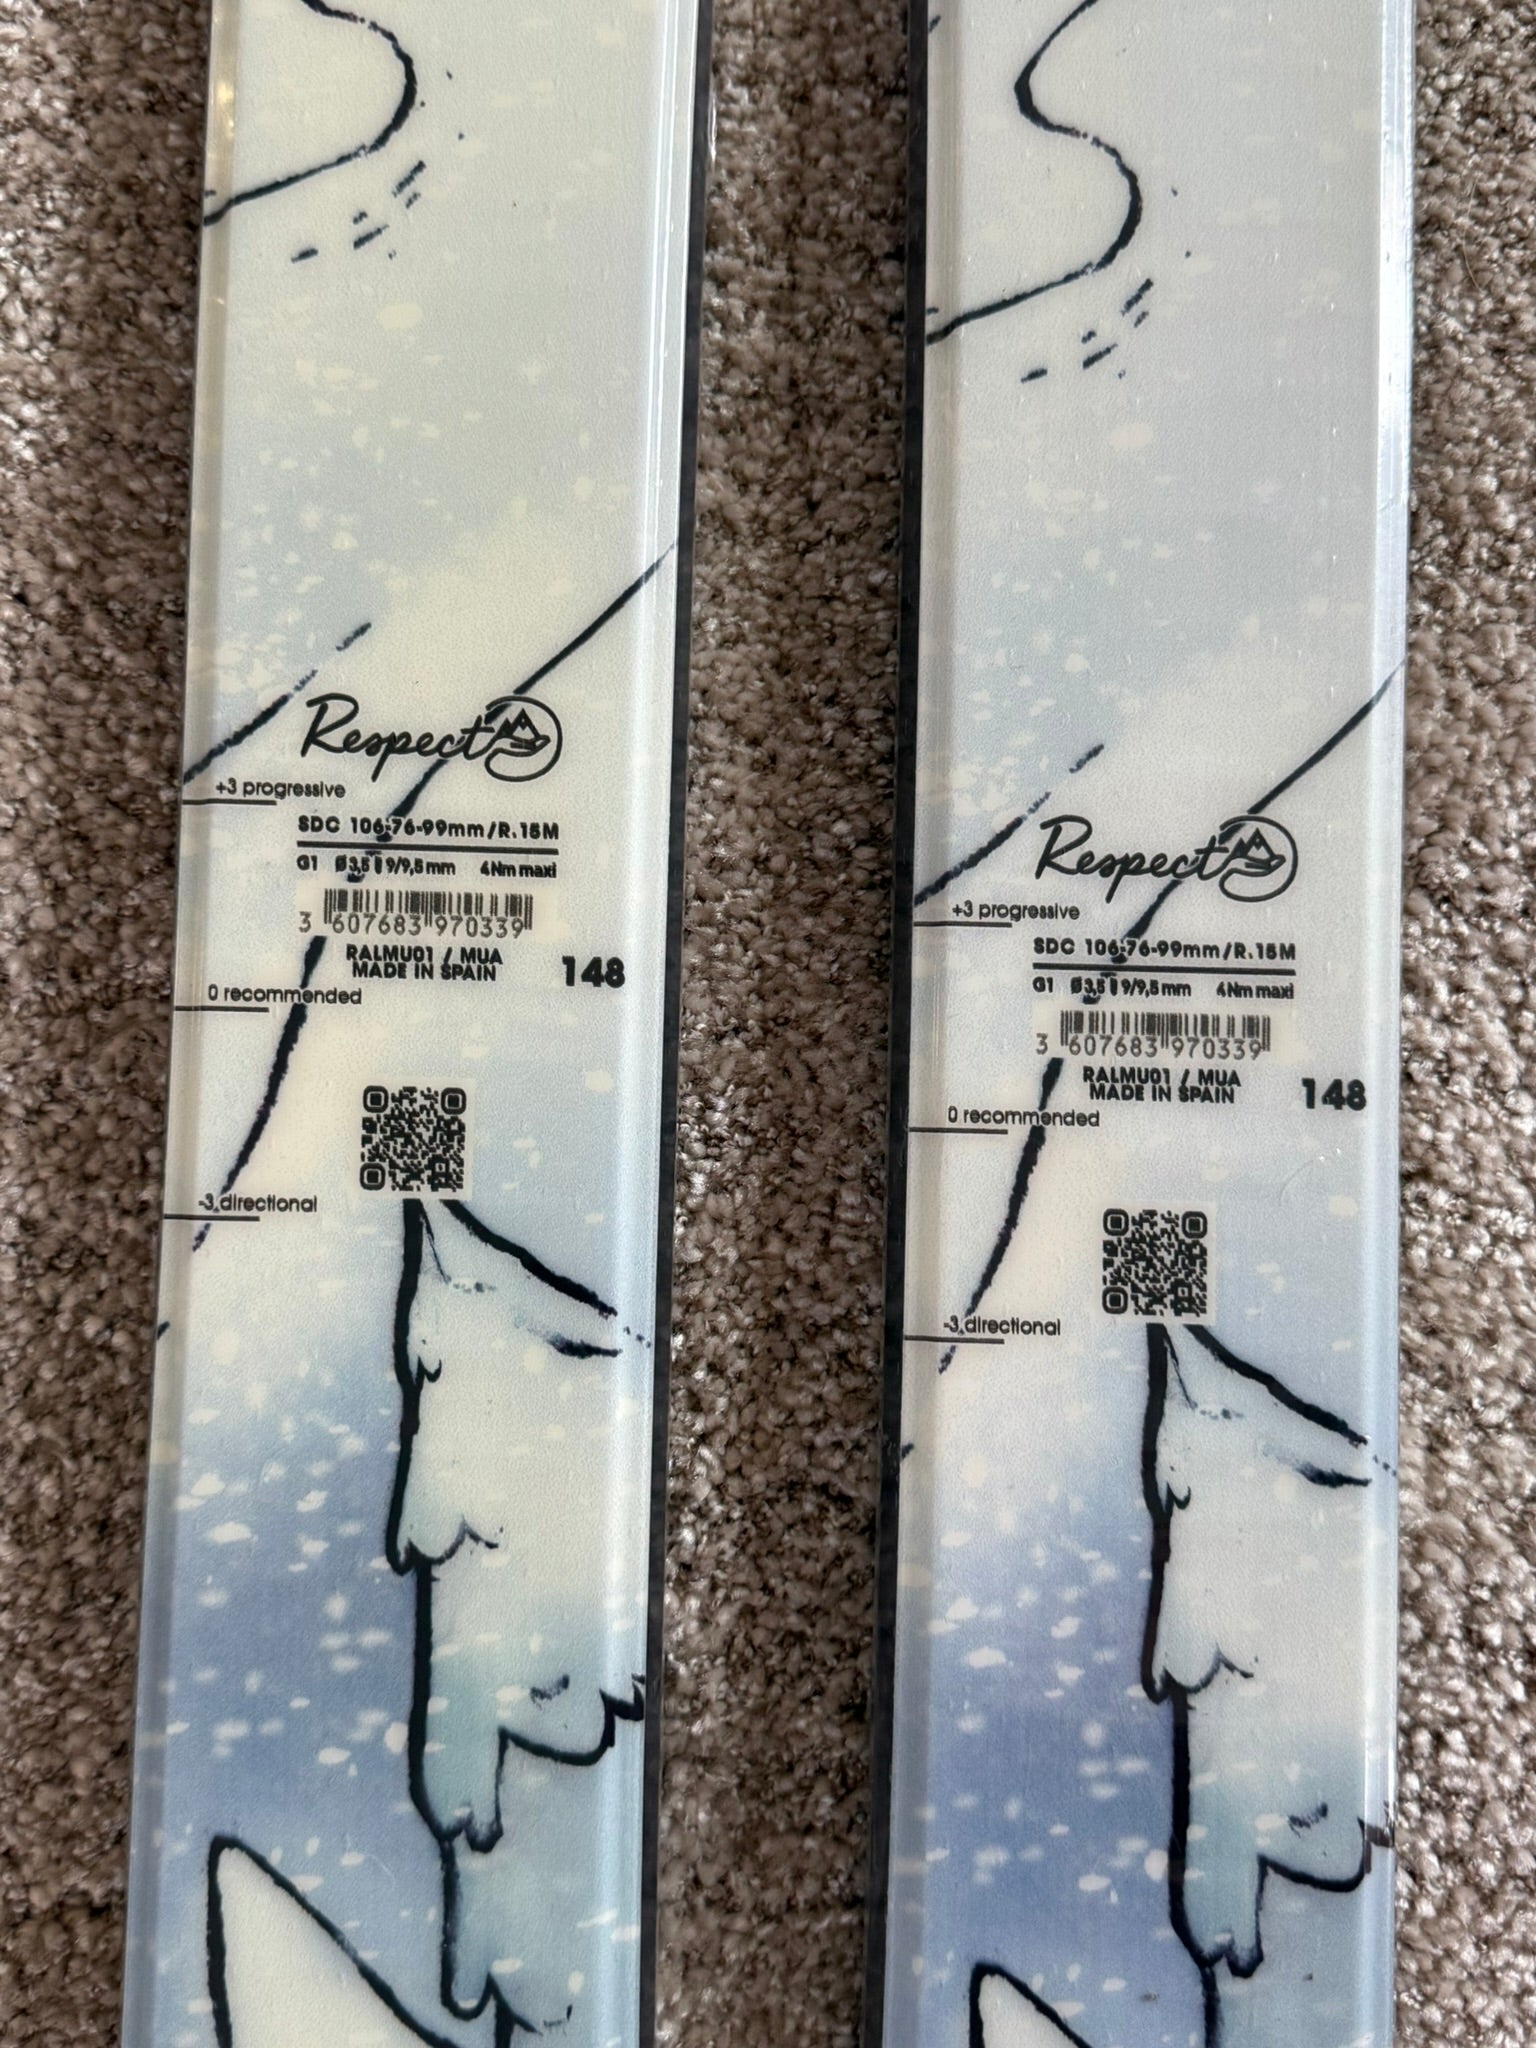 Respect
+3 progressive
SDC 106-76-99mm/R.15M
G1 Ø3,5 9/9,5mm 4Nm maxi
3 607683 970339
RALMU01 / MUA
MADE IN SPAIN
148
0 recommended
-3 directional
Respect
+3 progressive
SDC 106-76-99mm/R.15M
G1 Ø3,5 9/9,5mm 4Nm maxi
3 607683 970339
RALMU01 / MUA
MADE IN SPAIN
148
0 recommended
-3 directional